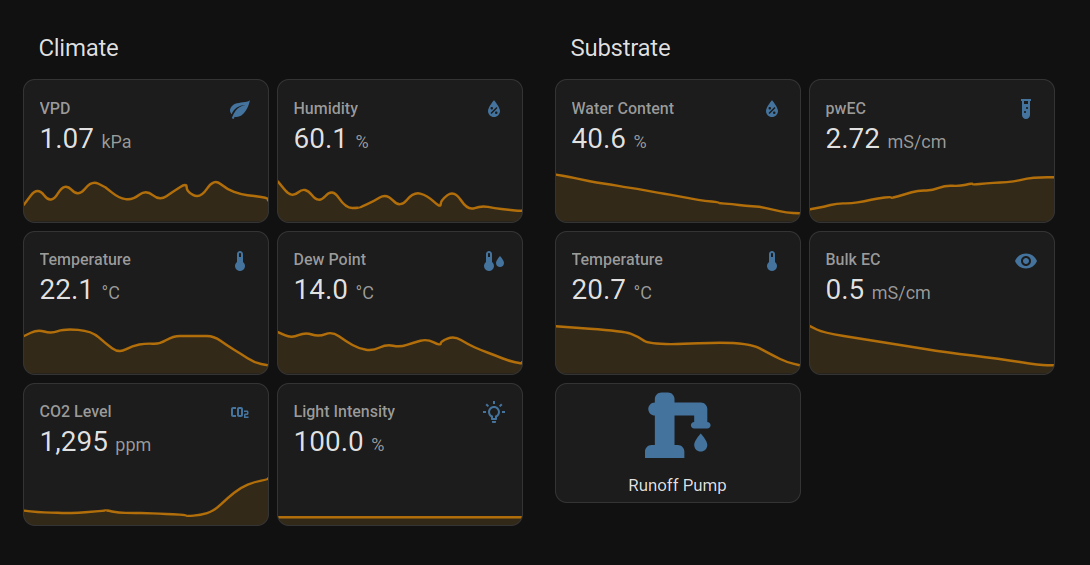 Climate
VPD
1.07 kPa
Humidity
60.1 %
Temperature
22.1 °C
Dew Point
14.0 °C
CO2 Level
CO₂
1,295 ppm
Light Intensity
100.0 %
Substrate
Water Content
40.6 %
pwEC
2.72 mS/cm
Temperature
20.7 °C
Bulk EC
0.5 mS/cm
Runoff Pump